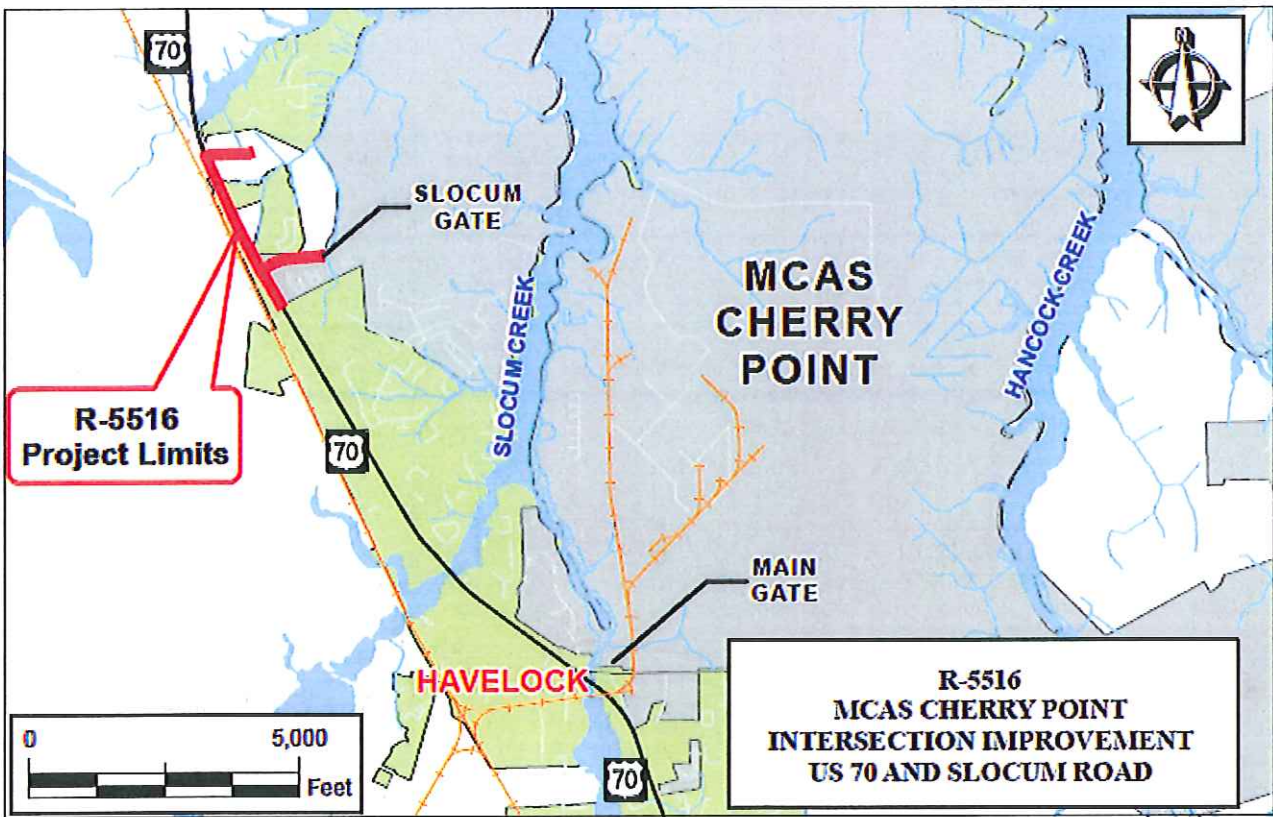 70
N
SLOCUM
GATE
SLOCUM CREEK
MCAS
CHERRY
POINT
HANCOCK CREEK
R-5516
Project Limits
70
MAIN
GATE
HAVELOCK
R-5516
MCAS CHERRY POINT
INTERSECTION IMPROVEMENT
US 70 AND SLOCUM ROAD
0 5,000
Feet
70